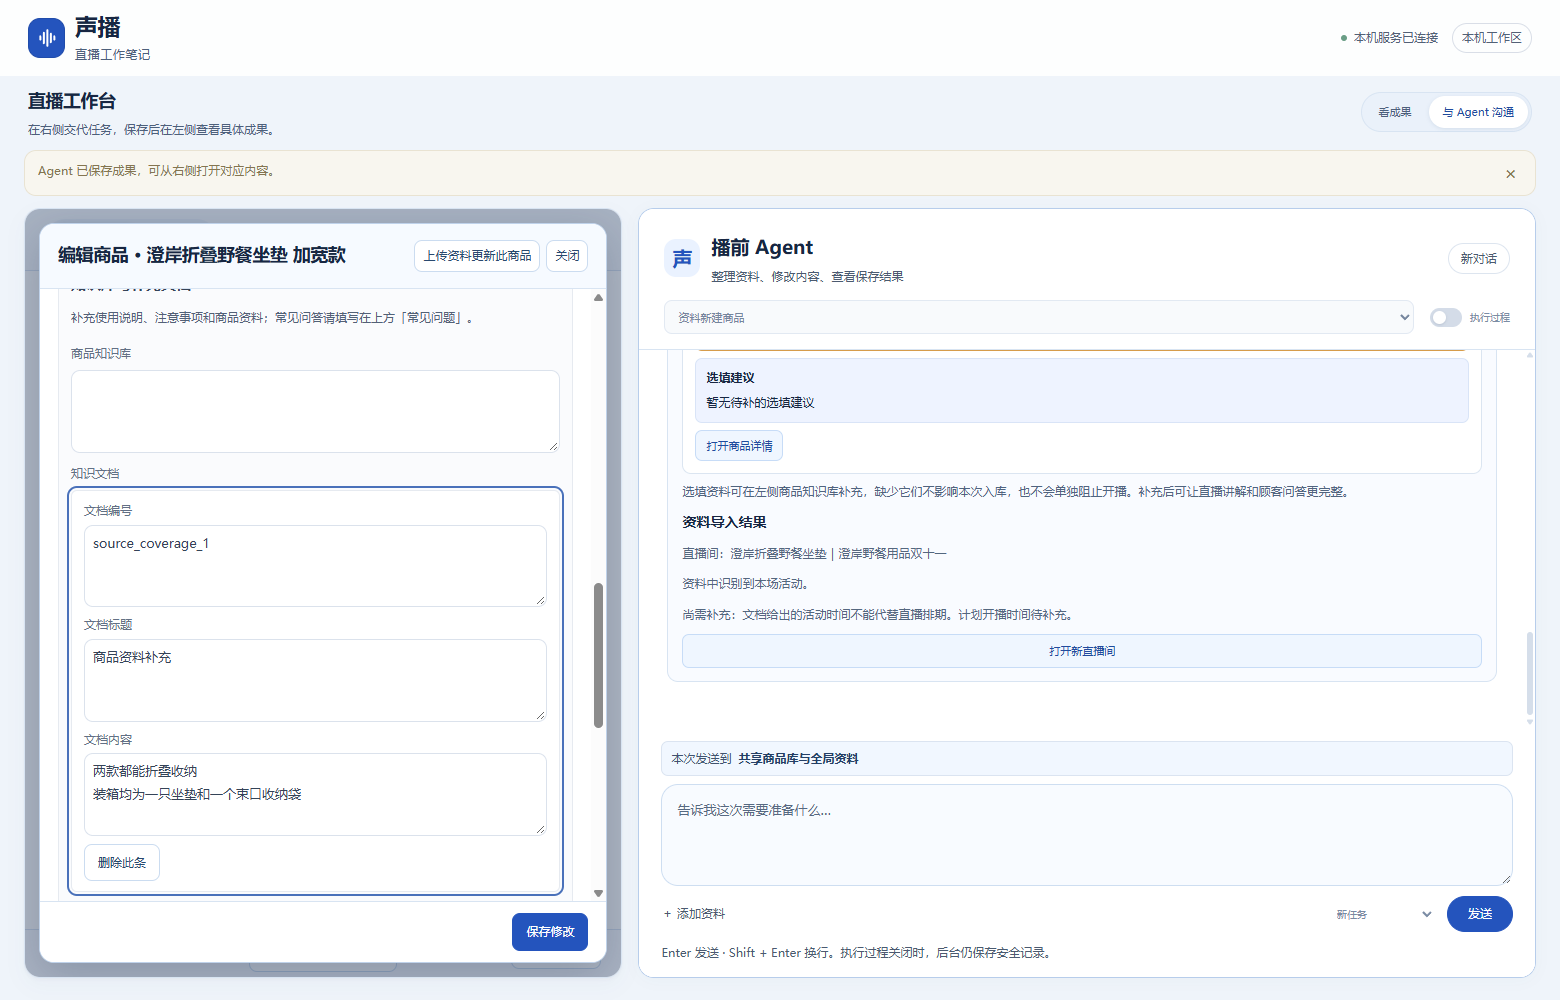 声播
直播工作笔记
本机服务已连接
本机工作区
直播工作台
在右侧交代任务，保存后在左侧查看具体成果。
看成果
与 Agent 沟通
Agent 已保存成果，可从右侧打开对应内容。
编辑商品・澄岸折叠野餐坐垫 加宽款
上传资料更新此商品
关闭
补充使用说明、注意事项和商品资料；常见问答请填写在上方「常见问题」。
商品知识库
知识文档
文档编号
source_coverage_1
文档标题
商品资料补充
文档内容
两款都能折叠收纳
装箱均为一只坐垫和一个束口收纳袋
删除此条
保存修改
声
播前 Agent
整理资料、修改内容、查看保存结果
新对话
资料新建商品
执行过程
选填建议
暂无待补的选填建议
打开商品详情
选填资料可在左侧商品知识库补充，缺少它们不影响本次入库，也不会单独阻止开播。补充后可让直播讲解和顾客问答更完整。
资料导入结果
直播间：澄岸折叠野餐坐垫 | 澄岸野餐用品双十一
资料中识别到本场活动。
尚需补充：文档给出的活动时间不能代替直播排期。计划开播时间待补充。
打开新直播间
本次发送到 共享商品库与全局资料
告诉我这次需要准备什么...
+ 添加资料
新任务
发送
Enter 发送 · Shift + Enter 换行。执行过程关闭时，后台仍保存安全记录。